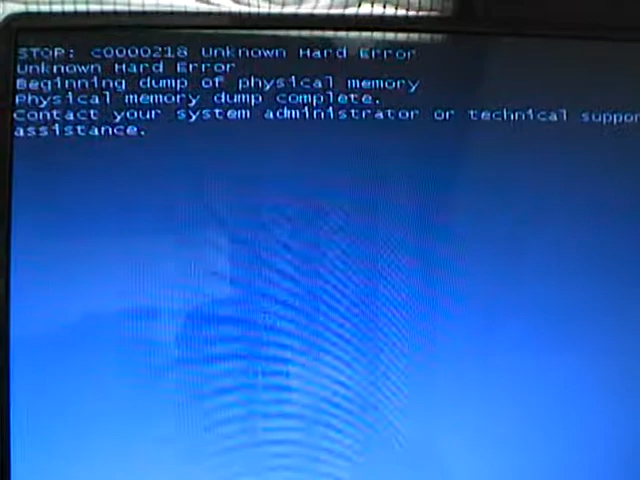 STOP: c0000218 Unknown Hard Error
Unknown Hard Error
Beginning dump of physical memory
Physical memory dump complete.
Contact your system administrator or technical suppor
assistance.